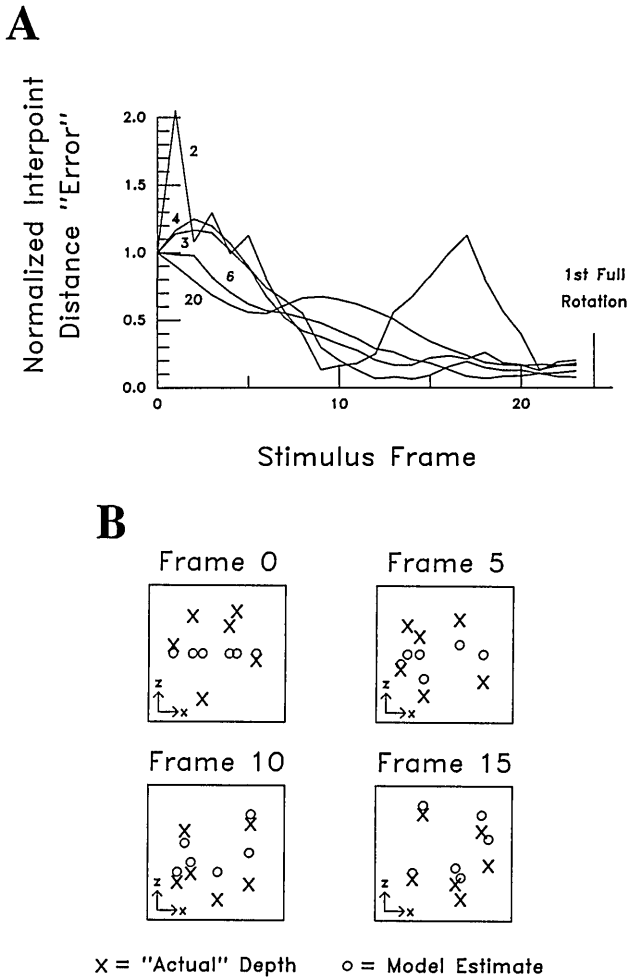 A
Normalized Interpoint
Distance "Error"
2.0
1.5
1.0
0.5
0.0
2
4
3
6
20
1st Full
Rotation
0
10
20
Stimulus Frame
B
Frame 0
Frame 5
z
x
z
x
Frame 10
Frame 15
z
x
z
x
X = "Actual" Depth
o = Model Estimate